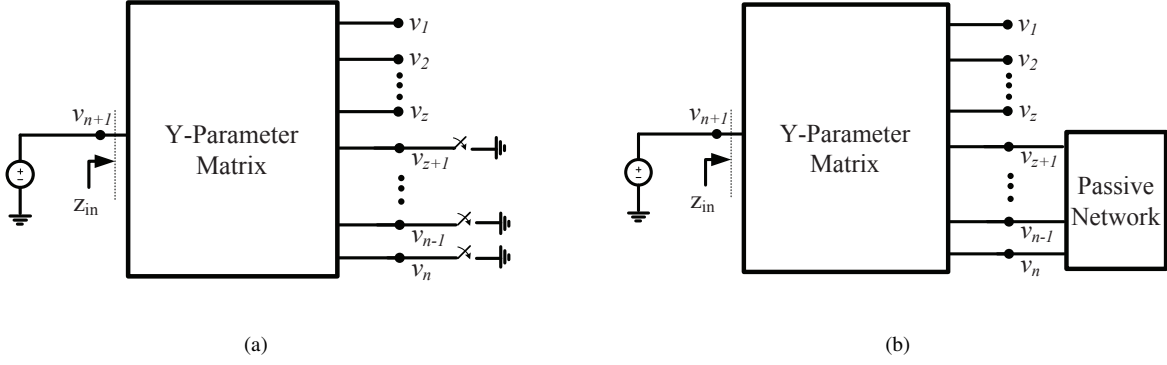 v1
v2
vz
vn+1
Y-Parameter
Matrix
vz+1
zin
vn-1
vn
(a)
v1
v2
vz
vn+1
Y-Parameter
Matrix
vz+1
zin
Passive
Network
vn-1
vn
(b)